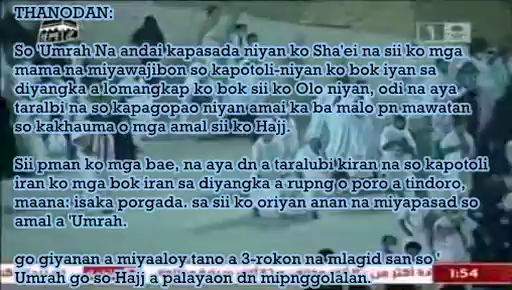 THANODAN:
So 'Umrah Na andai kapasada niyan ko Sha'ei na sii ko mga
mama na miyawajibon so kapotoli-niyan ko bok iyan sa
diyangka a lomangkap ko bok sii ko Olo niyan, odi na aya
taralbi na so kapagopao niyan amai ka ba malo pn mawatan
so kakhauma o mga amal sii ko Hajj.
Sii pman ko mga bae, na aya dn a taralubi kiran na so kapotoli
iran ko mga bok iran sa diyangka a rupng o poro a tindoro,
maana: isaka porgada. sa sii ko oriyan anan na miyapasad so
amal a 'Umrah.
go giyanan a miyaaloy tano a 3-rokon na mlagid san so '
Umrah go so Hajj a palayaon dn mipnggolalan."
1:54